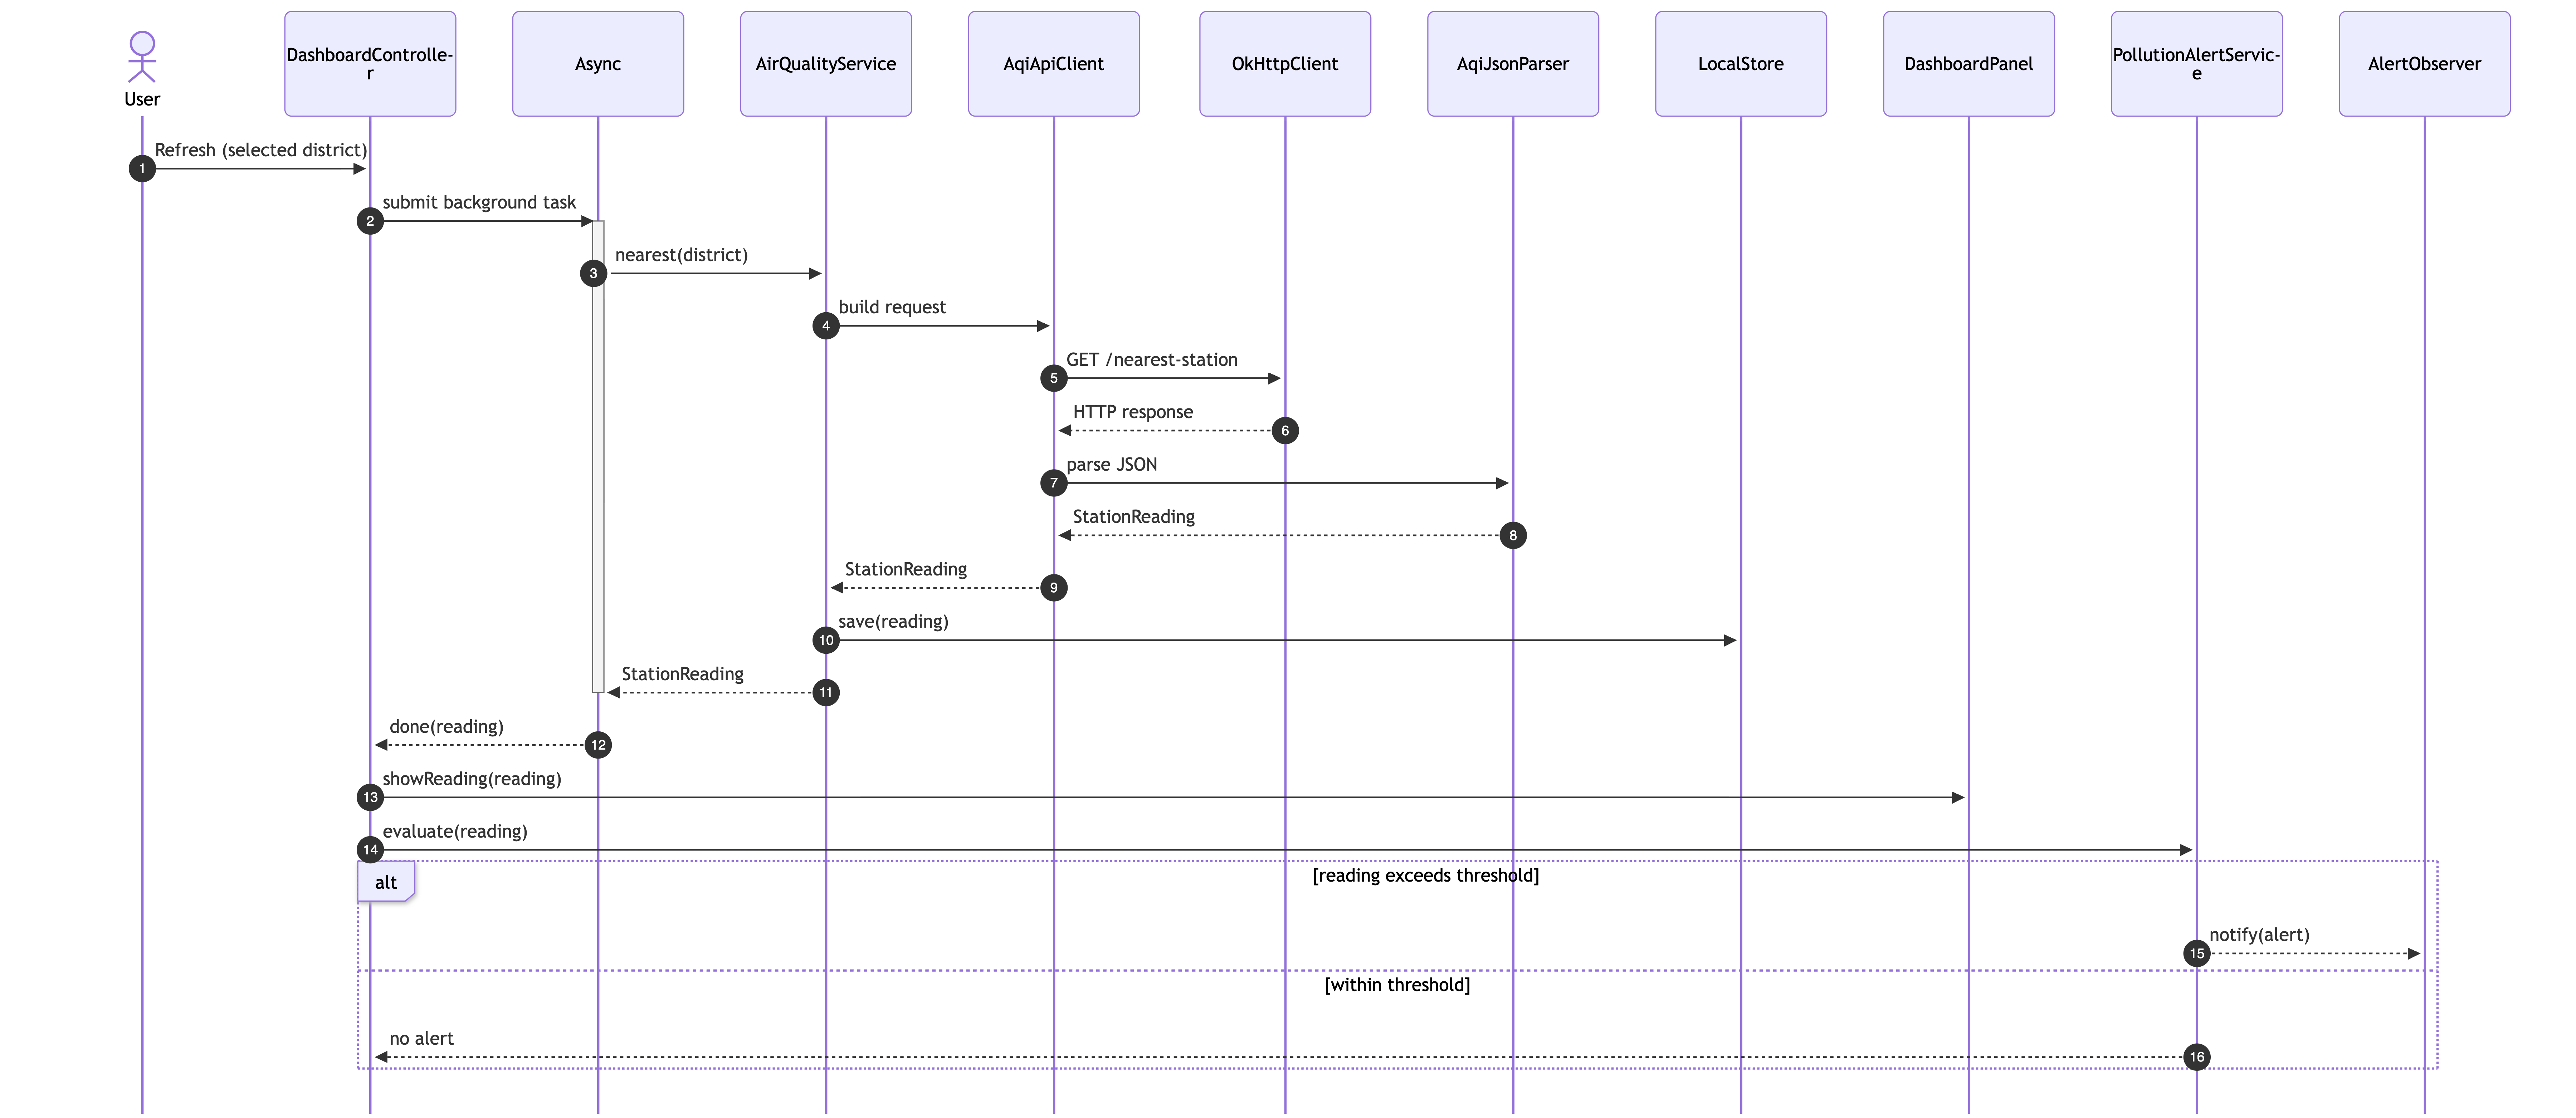 User
DashboardControlle-
r
Async
AirQualityService
AqiApiClient
OkHttpClient
AqiJsonParser
LocalStore
DashboardPanel
PollutionAlertServic-
e
AlertObserver
Refresh (selected district)
1
submit background task
2
nearest(district)
3
build request
4
GET /nearest-station
5
HTTP response
6
parse JSON
7
StationReading
8
StationReading
9
save(reading)
10
StationReading
11
done(reading)
12
showReading(reading)
13
evaluate(reading)
14
alt
[reading exceeds threshold]
notify(alert)
15
[within threshold]
no alert
16